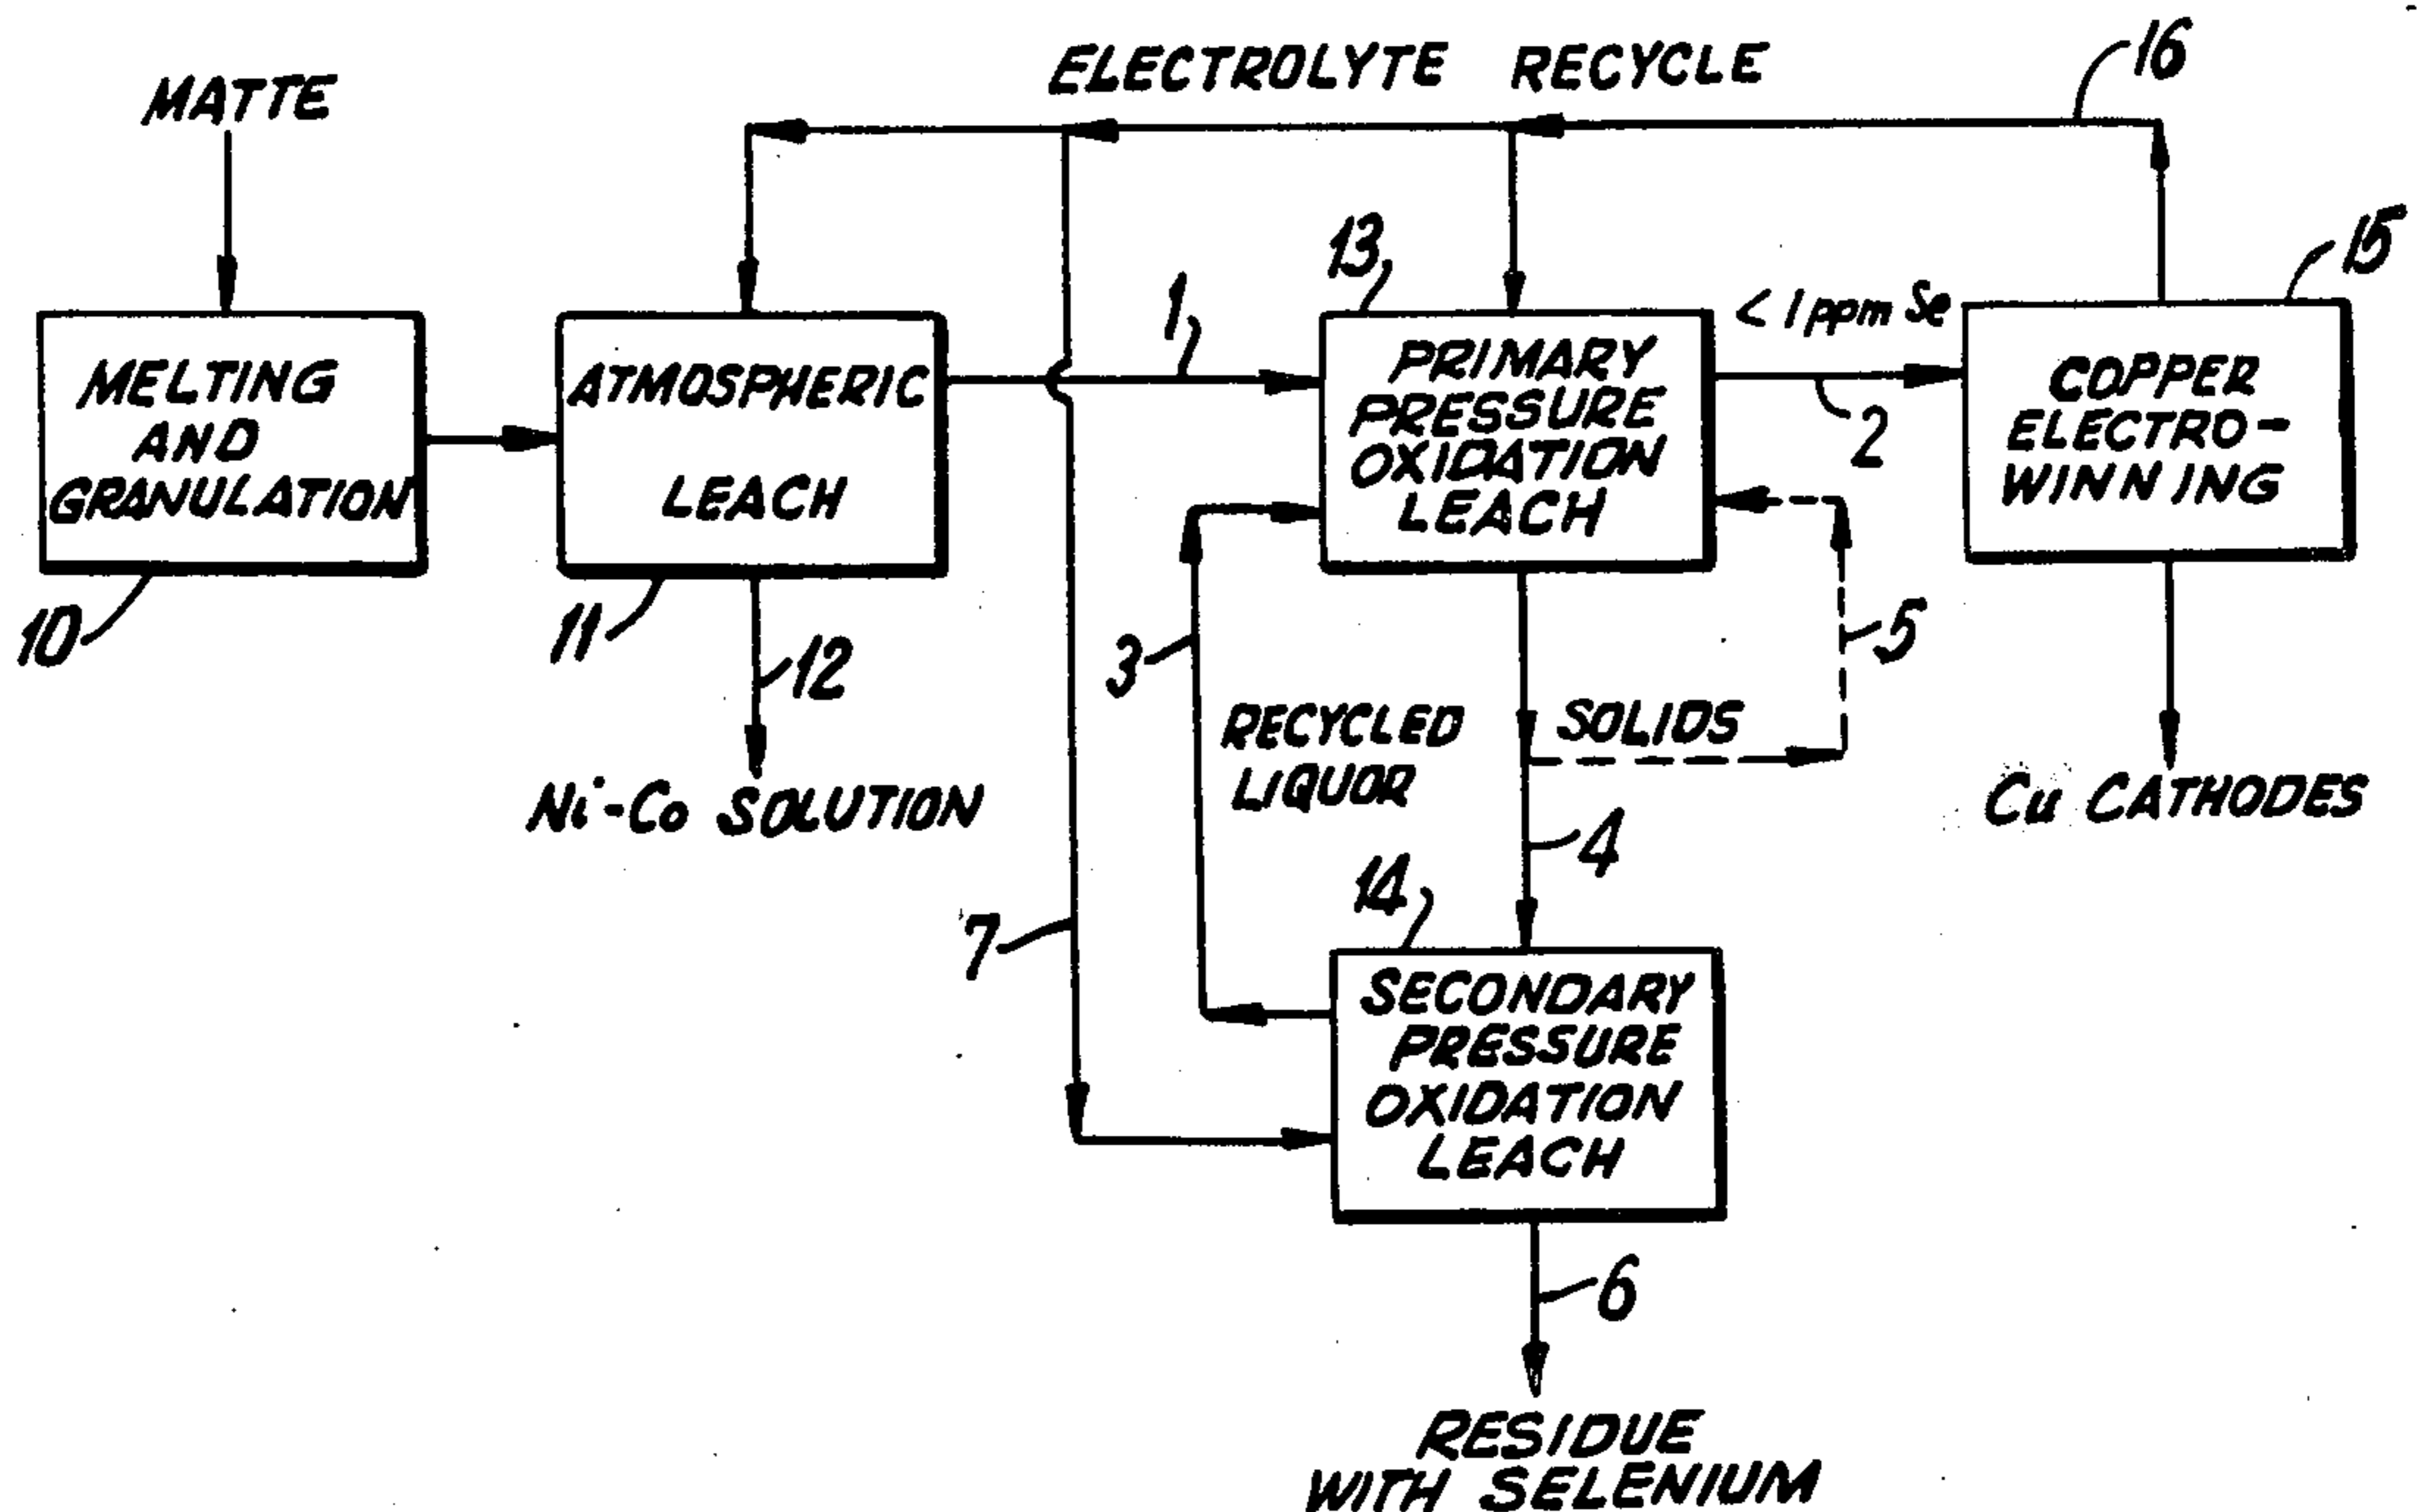 ELECTROLYTE RECYCLE
16
MATTE
15
13
< 1 ppm Se
1
MELTING
AND
GRANULATION
ATMOSPHERIC
LEACH
PRIMARY
PRESSURE
OXIDATION
LEACH
COPPER
ELECTRO-
WINNING
2
10
11
12
3
5
Ni-Co SOLUTION
RECYCLED
LIQUOR
SOLIDS
Cu CATHODES
4
14
7
SECONDARY
PRESSURE
OXIDATION
LEACH
6
RESIDUE
WITH SELENIUM